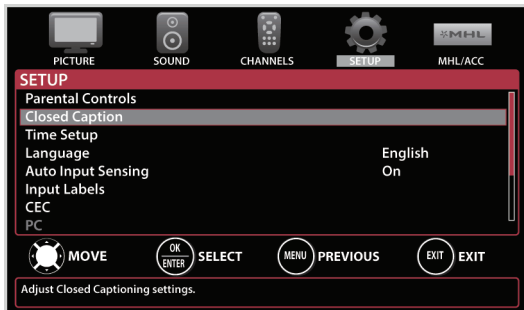 MHL
PICTURE SOUND CHANNELS SETUP MHL/ACC
SETUP
Parental Controls
Closed Caption
Time Setup
Language English
Auto Input Sensing On
Input Labels
CEC
PC
MOVE OK ENTER SELECT MENU PREVIOUS EXIT EXIT
Adjust Closed Captioning settings.